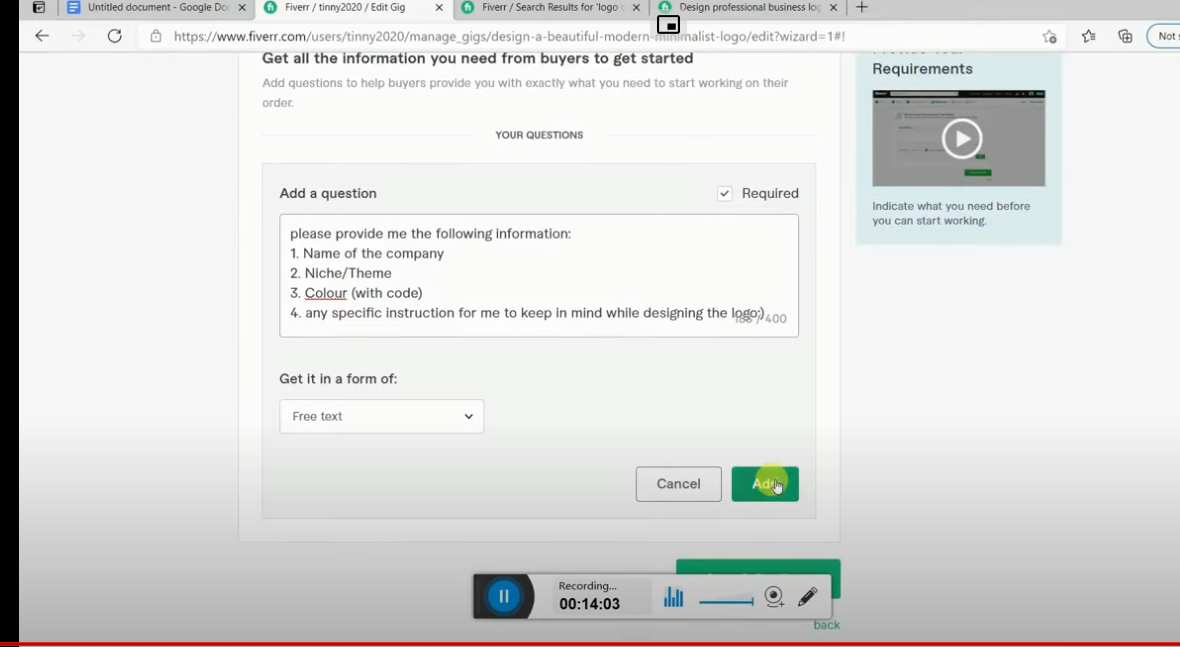 Untitled document - Google Doc
Fiverr / tinny2020 / Edit Gig
Fiverr / Search Results for 'logo
Design professional business log
https://www.fiverr.com/users/tinny2020/manage_gigs/design-a-beautiful-modern-minimalist-logo/edit?wizard=1#!
Not
Get all the information you need from buyers to get started
Add questions to help buyers provide you with exactly what you need to start working on their
order.
YOUR QUESTIONS
Add a question
Required
please provide me the following information:
1. Name of the company
2. Niche/Theme
3. Colour (with code)
4. any specific instruction for me to keep in mind while designing the logo:)
/ 400
Get it in a form of:
Free text
Cancel
Add
Requirements
Indicate what you need before
you can start working.
Recording...
00:14:03
back